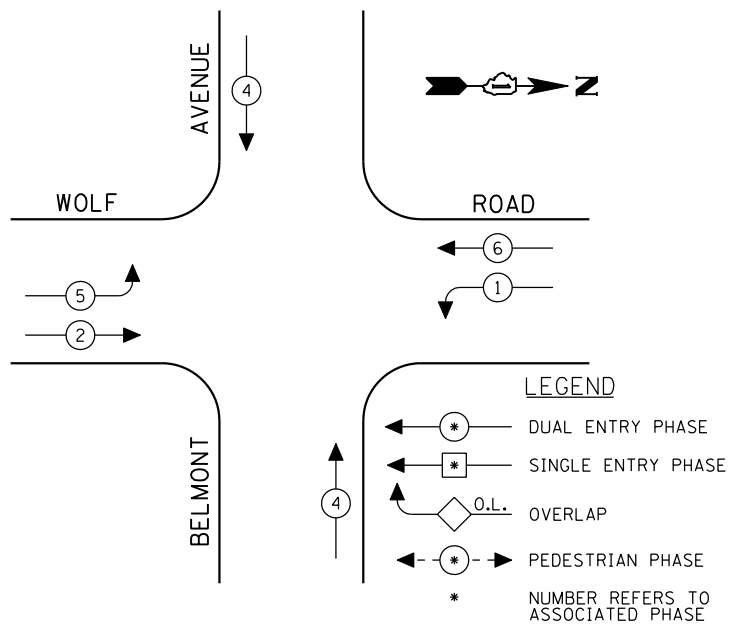 AVENUE
4
N
WOLF
ROAD
6
5
1
2
LEGEND
* DUAL ENTRY PHASE
* SINGLE ENTRY PHASE
BELMONT
4
O.L. OVERLAP
* PEDESTRIAN PHASE
* NUMBER REFERS TO
ASSOCIATED PHASE